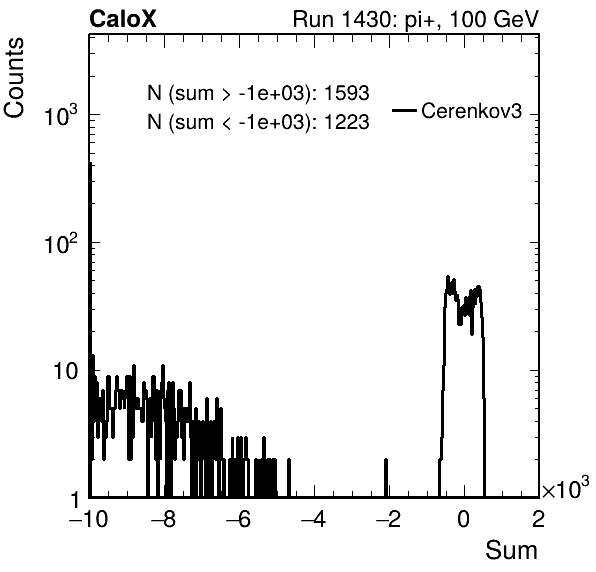 CaloX Run 1430: pi+, 100 GeV
Counts
N (sum > -1e+03): 1593
N (sum < -1e+03): 1223
Cerenkov3
10³
10²
10
1
−10 −8 −6 −4 −2 0 2
×10³
Sum